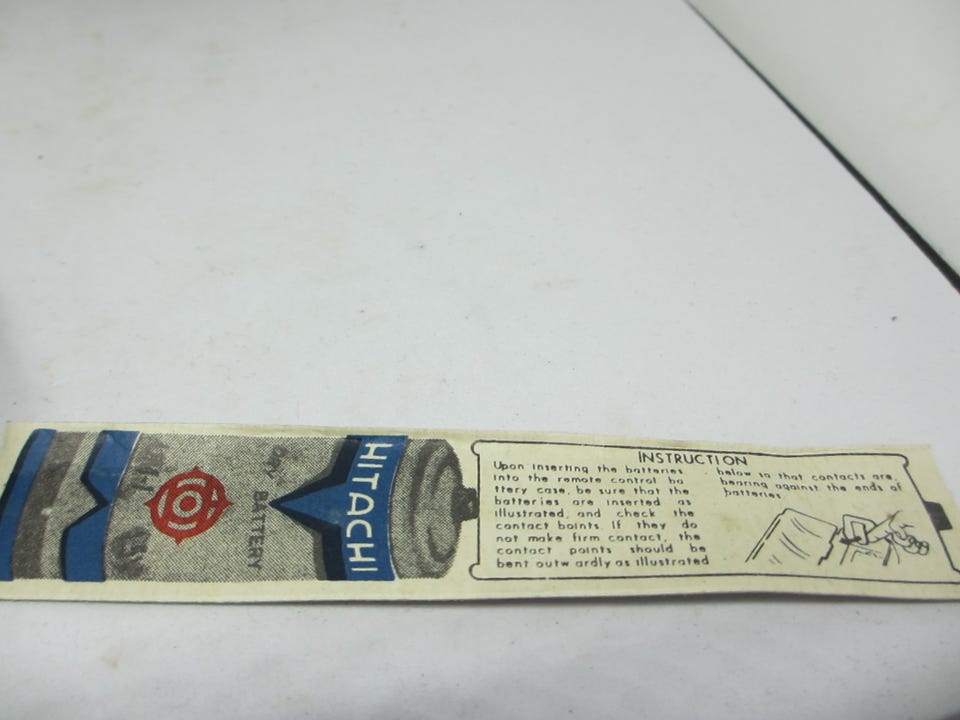 HITACHI
BATTERY
INSTRUCTION
Upon inserting the batteries
into the remote control ba
ttery case, be sure that the
batteries are inserted as
illustrated, and check the
contact boints. If they do
not make firm contact, the
contact points should be
bent outw ardly as illustrated
below so that contacts are
bearing against the ends of
batteries